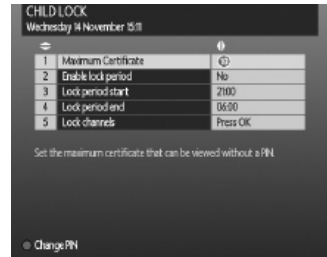 CHILD LOCK
Wednesday 14 November 15:11
1 Maximum Certificate
2 Enable lock period No
3 Lock period start 21:00
4 Lock period end 06:00
5 Lock channels Press OK
Set the maximum certificate that can be viewed without a PIN.
Change PIN